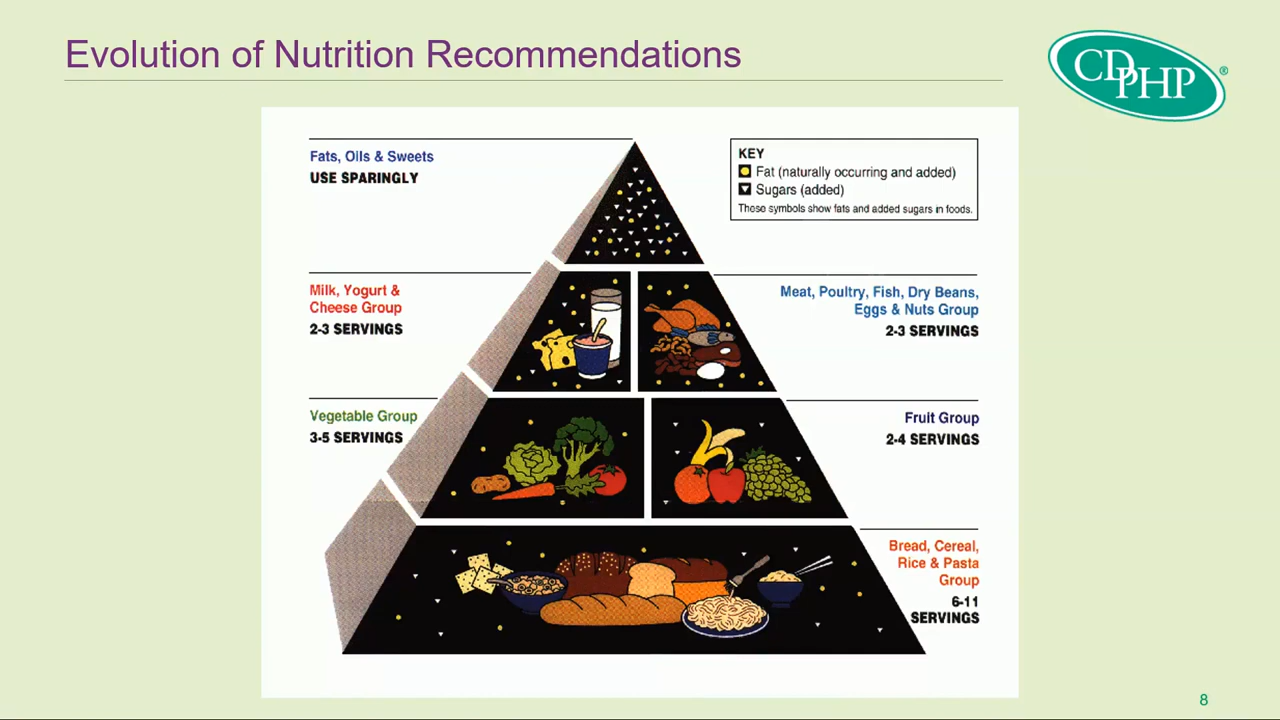 Evolution of Nutrition Recommendations
CDPHP®
Fats, Oils & Sweets
USE SPARINGLY
KEY
Fat (naturally occurring and added)
Sugars (added)
These symbols show fats and added sugars in foods.
Milk, Yogurt &
Cheese Group
2-3 SERVINGS
Meat, Poultry, Fish, Dry Beans,
Eggs & Nuts Group
2-3 SERVINGS
Vegetable Group
3-5 SERVINGS
Fruit Group
2-4 SERVINGS
Bread, Cereal,
Rice & Pasta
Group
6-11
SERVINGS
8